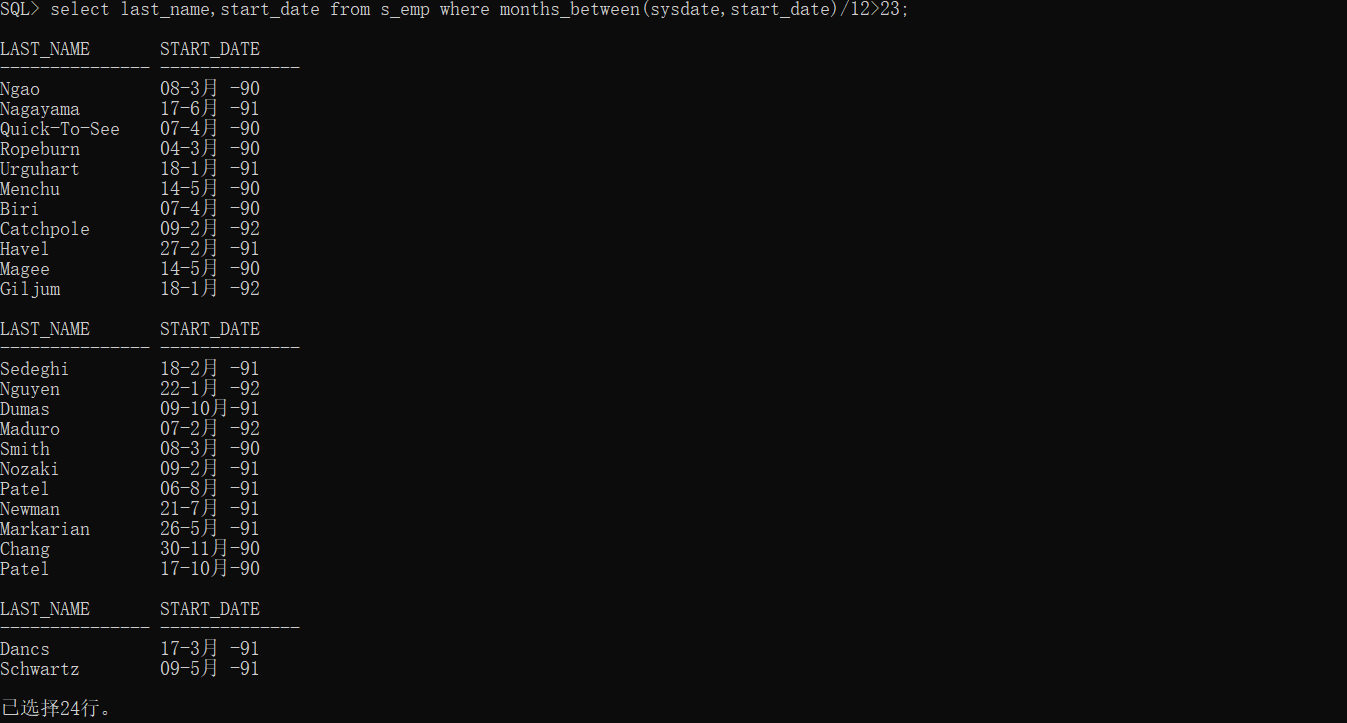 SQL> select last_name,start_date from s_emp where months_between(sysdate,start_date)/12>23;
LAST_NAME       START_DATE
--------------- --------------
Ngao            08-3月 -90
Nagayama        17-6月 -91
Quick-To-See    07-4月 -90
Ropeburn        04-3月 -90
Urguhart        18-1月 -91
Menchu          14-5月 -90
Biri            07-4月 -90
Catchpole       09-2月 -92
Havel           27-2月 -91
Magee           14-5月 -90
Giljum          18-1月 -92
LAST_NAME       START_DATE
--------------- --------------
Sedeghi         18-2月 -91
Nguyen          22-1月 -92
Dumas           09-10月-91
Maduro          07-2月 -92
Smith           08-3月 -90
Nozaki          09-2月 -91
Patel           06-8月 -91
Newman          21-7月 -91
Markarian       26-5月 -91
Chang           30-11月-90
Patel           17-10月-90
LAST_NAME       START_DATE
--------------- --------------
Dancs           17-3月 -91
Schwartz        09-5月 -91
已选择24行。